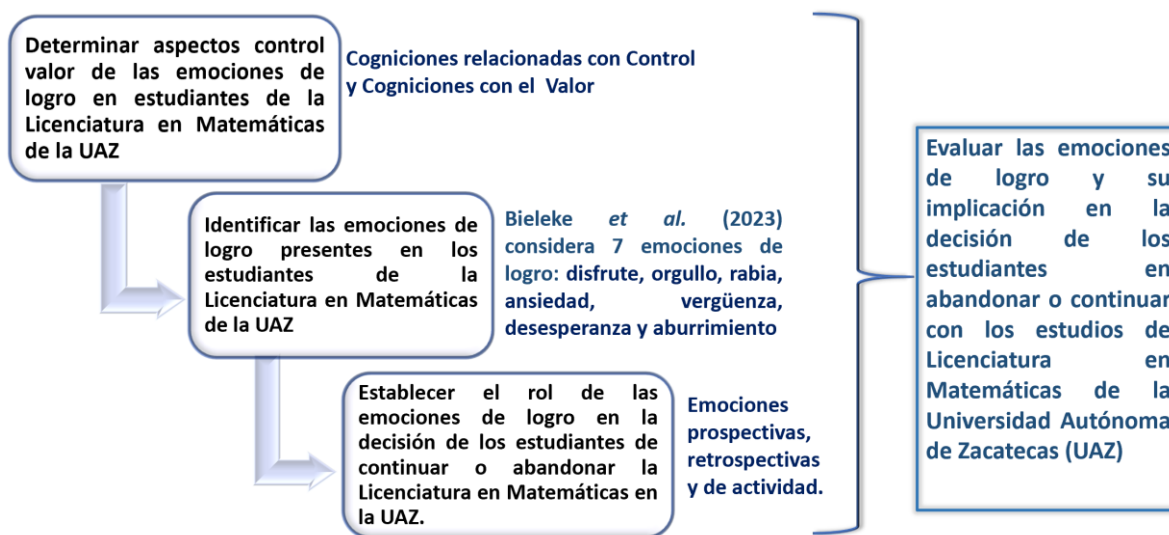 Determinar aspectos control
valor de las emociones de
logro en estudiantes de la
Licenciatura en Matemáticas
de la UAZ
Cogniciones relacionadas con Control
y Cogniciones con el Valor
Identificar las emociones de
logro presentes en los
estudiantes de la
Licenciatura en Matemáticas
de la UAZ
Bieleke et al. (2023)
considera 7 emociones de
logro: disfrute, orgullo, rabia,
ansiedad, vergüenza,
desesperanza y aburrimiento
Establecer el rol de las
emociones de logro en la
decisión de los estudiantes de
continuar o abandonar la
Licenciatura en Matemáticas en
la UAZ.
Emociones
prospectivas,
retrospectivas
y de actividad.
Evaluar las emociones
de logro y su
implicación en la
decisión de los
estudiantes en
abandonar o continuar
con los estudios de
Licenciatura en
Matemáticas de la
Universidad Autónoma
de Zacatecas (UAZ)